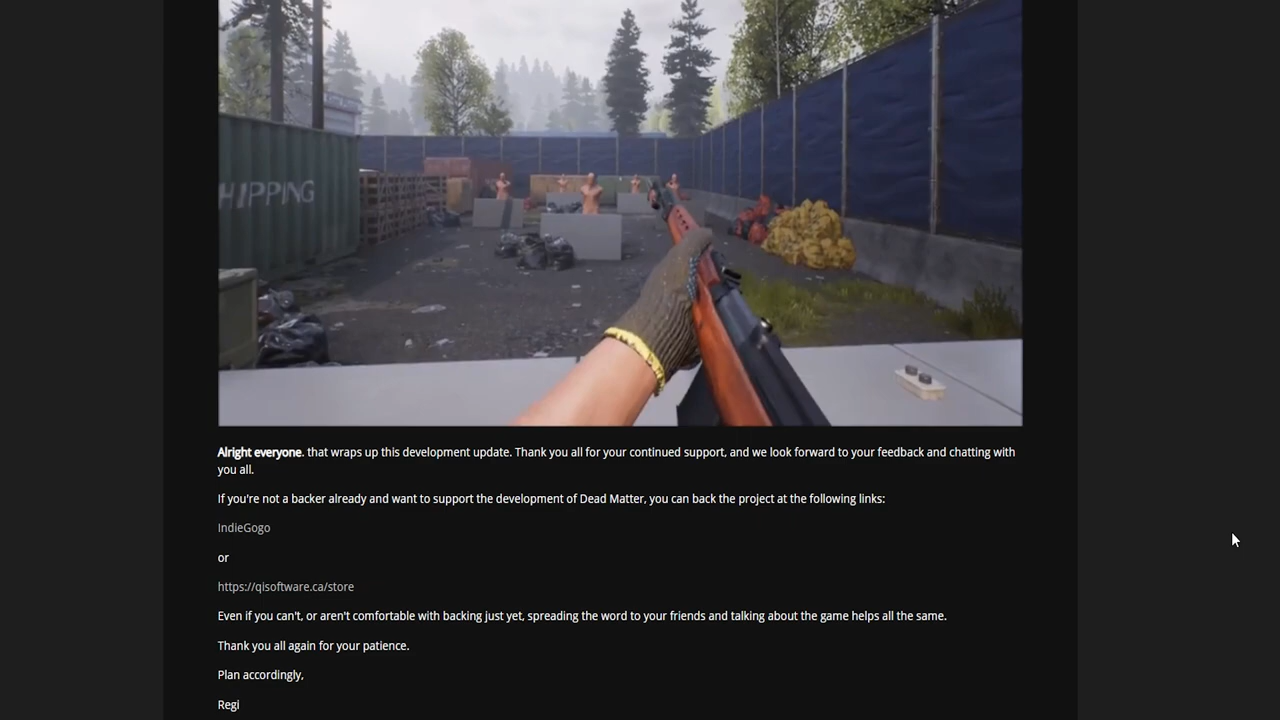 HIPPING
Alright everyone. that wraps up this development update. Thank you all for your continued support, and we look forward to your feedback and chatting with
you all.
If you're not a backer already and want to support the development of Dead Matter, you can back the project at the following links:
IndieGogo
or
https://qisoftware.ca/store
Even if you can't, or aren't comfortable with backing just yet, spreading the word to your friends and talking about the game helps all the same.
Thank you all again for your patience.
Plan accordingly,
Regi